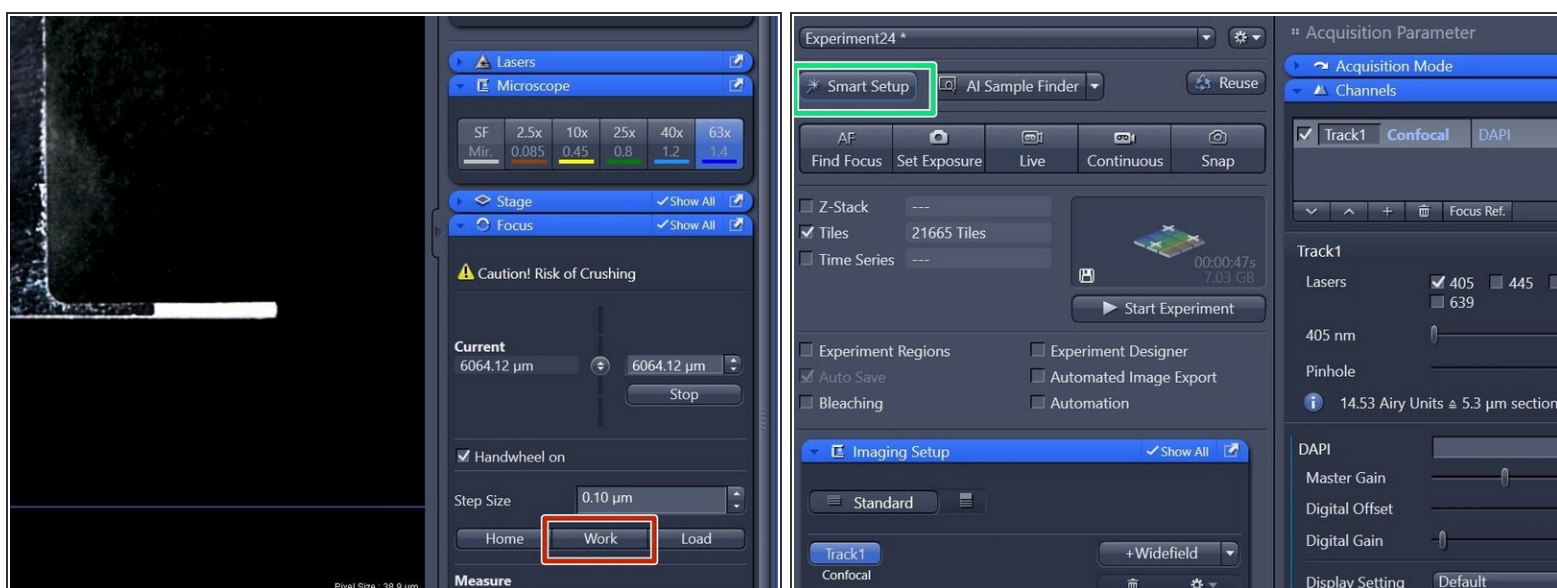 Lasers
Microscope
SF 2.5x 10x 25x 40x 63x
Mir. 0.085 0.45 0.8 1.2 1.4
Stage Show All
Focus Show All
Caution! Risk of Crushing
Current
6064.12 µm 6064.12 µm
Stop
Handwheel on
Step Size 0.10 µm
Home Work Load
Measure
Pixel Size : 38.9 µm
Experiment24 *
Smart Setup AI Sample Finder Reuse
AF
Find Focus Set Exposure Live Continuous Snap
Z-Stack ---
Tiles 21665 Tiles
Time Series ---
00:00:47s
7.03 GB
Start Experiment
Experiment Regions Experiment Designer
Auto Save Automated Image Export
Bleaching Automation
Imaging Setup Show All
Standard
Track1 +Widefield
Confocal
Acquisition Parameter
Acquisition Mode
Channels
Track1 Confocal DAPI
Focus Ref.
Track1
Lasers 405 445
639
405 nm
Pinhole
14.53 Airy Units ≙ 5.3 µm section
DAPI
Master Gain
Digital Offset
Digital Gain
Display Setting Default